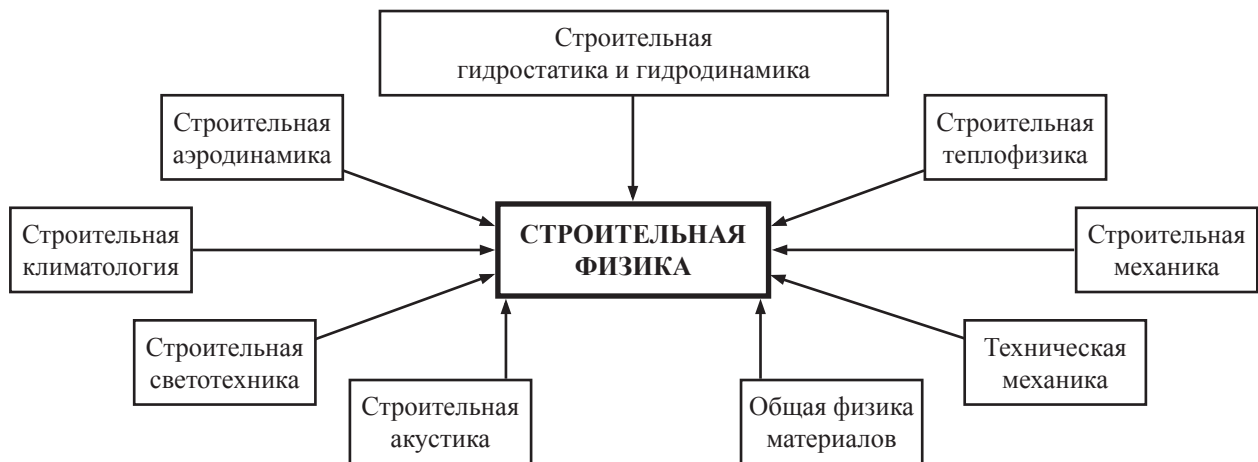 Строительная
гидростатика и гидродинамика
Строительная
аэродинамика
Строительная
теплофизика
Строительная
климатология
СТРОИТЕЛЬНАЯ
ФИЗИКА
Строительная
механика
Строительная
светотехника
Техническая
механика
Строительная
акустика
Общая физика
материалов